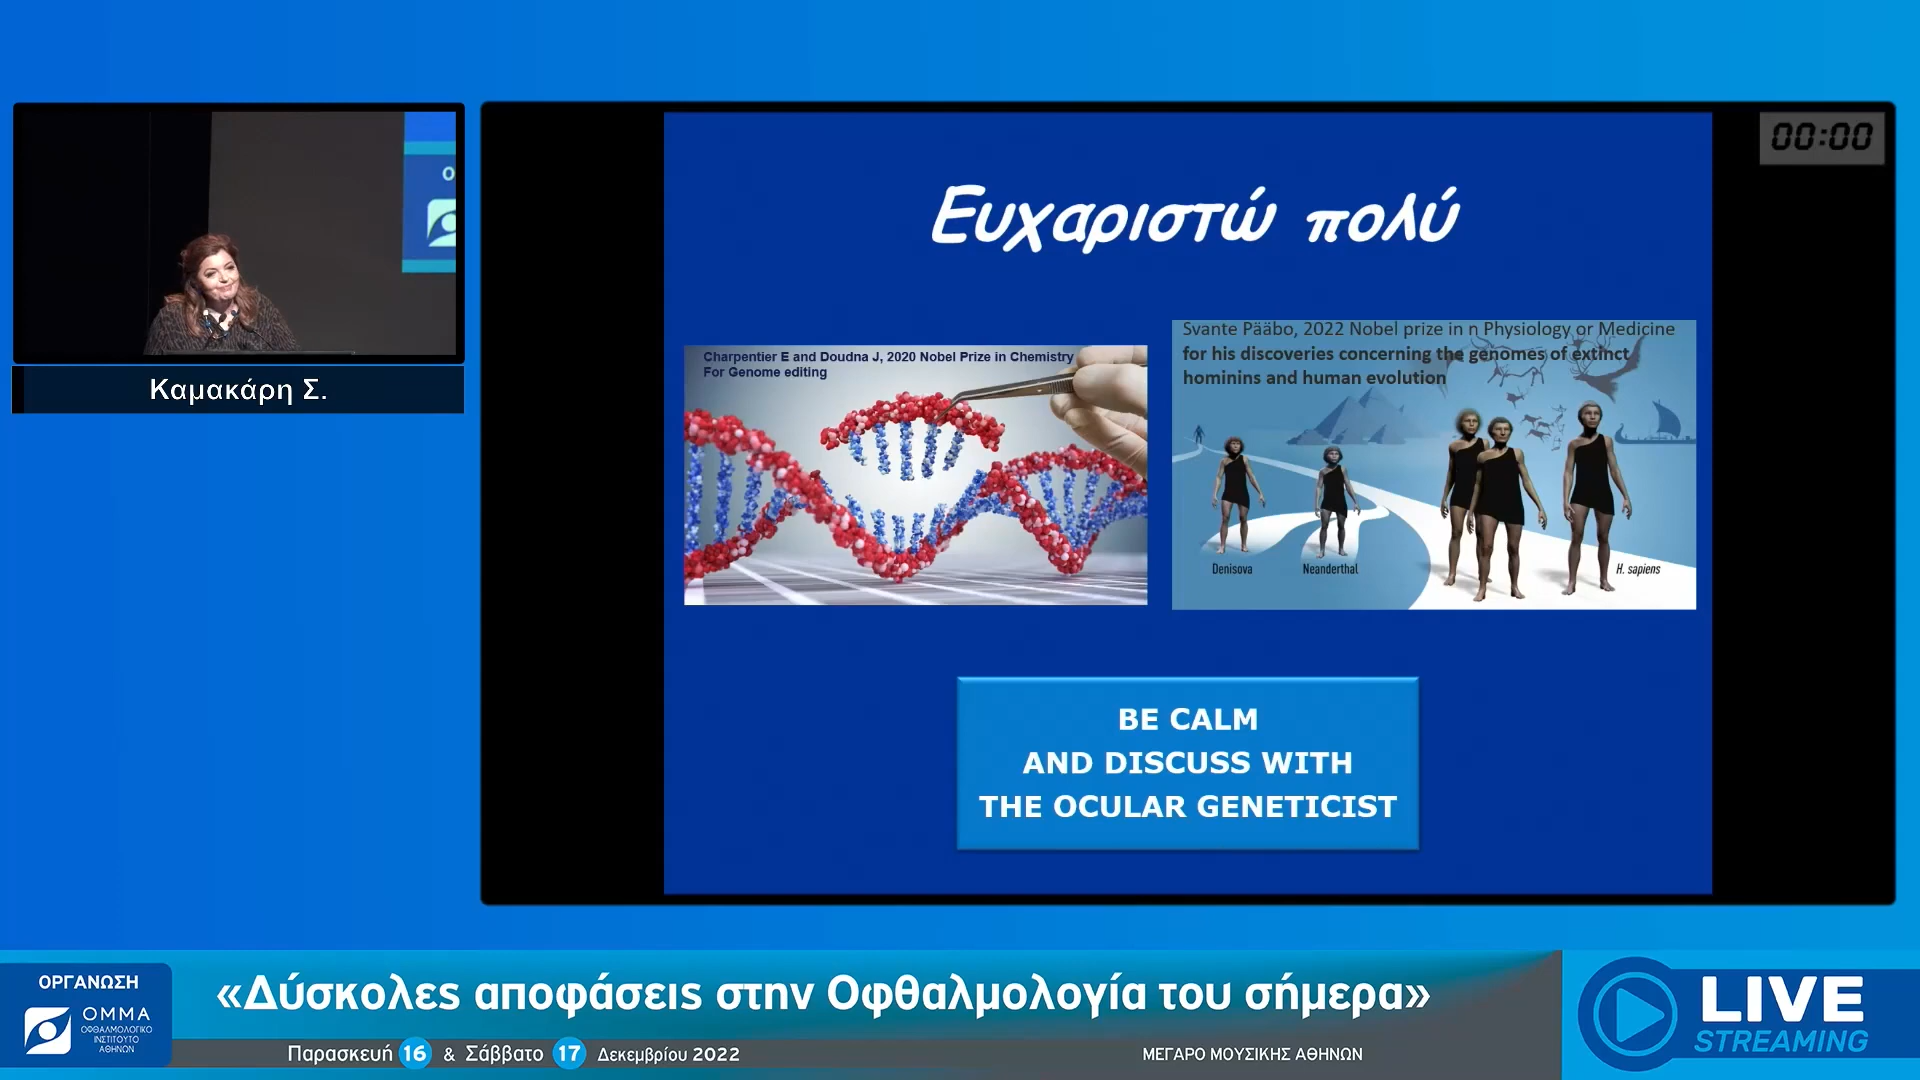 Ο
00:00
Ευχαριστώ πολύ
Καμακάρη Σ.
Charpentier E and Doudna J, 2020 Nobel Prize in Chemistry
For Genome editing
Svante Pääbo, 2022 Nobel prize in η Physiology or Medicine
for his discoveries concerning the genomes of extinct
hominins and human evolution
Denisova
Neanderthal
H. sapiens
BE CALM
AND DISCUSS WITH
THE OCULAR GENETICIST
ΟΡΓΑΝΩΣΗ
ΟΜΜΑ
ΟΦΘΑΛΜΟΛΟΓΙΚΟ
ΙΝΣΤΙΤΟΥΤΟ
ΑΘΗΝΩΝ
«Δύσκολες αποφάσεις στην Οφθαλμολογία του σήμερα»
Παρασκευή 16 & Σάββατο 17 Δεκεμβρίου 2022
ΜΕΓΑΡΟ ΜΟΥΣΙΚΗΣ ΑΘΗΝΩΝ
LIVE
STREAMING